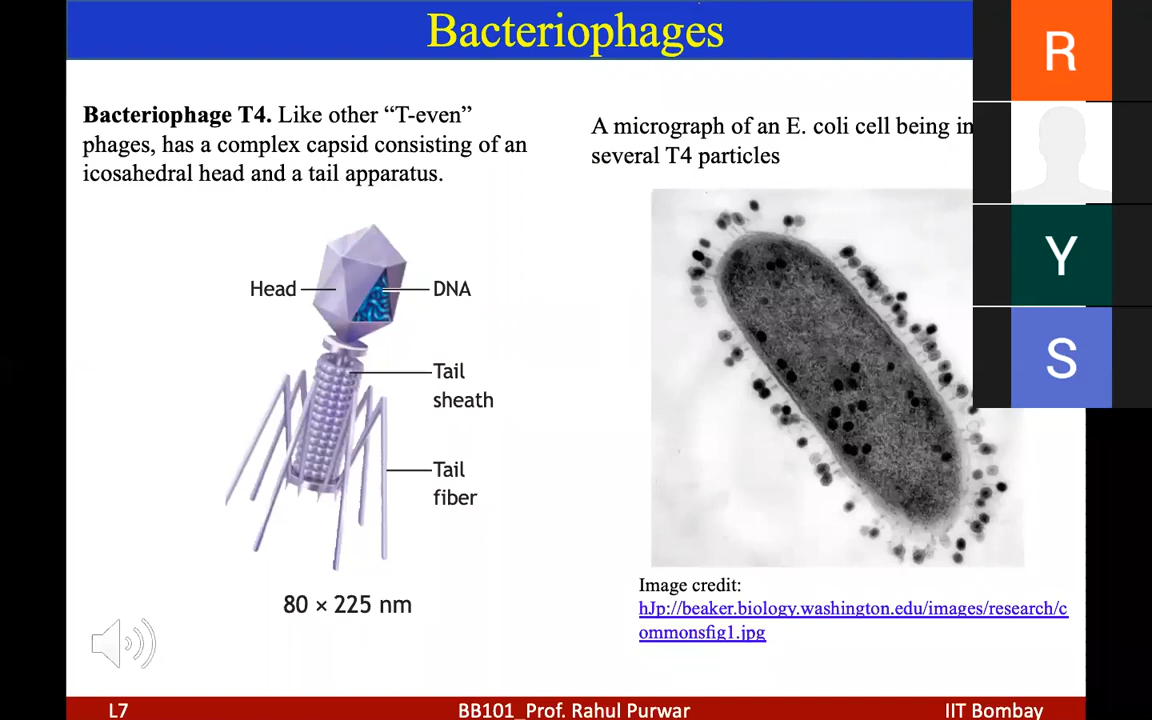 Bacteriophages
Bacteriophage T4. Like other “T-even”
phages, has a complex capsid consisting of an
icosahedral head and a tail apparatus.
Head
DNA
Tail
sheath
Tail
fiber
80 × 225 nm
A micrograph of an E. coli cell being in
several T4 particles
Image credit:
hJp://beaker.biology.washington.edu/images/research/c
ommonsfig1.jpg
R
Y
S
L7
BB101_Prof. Rahul Purwar
IIT Bombay